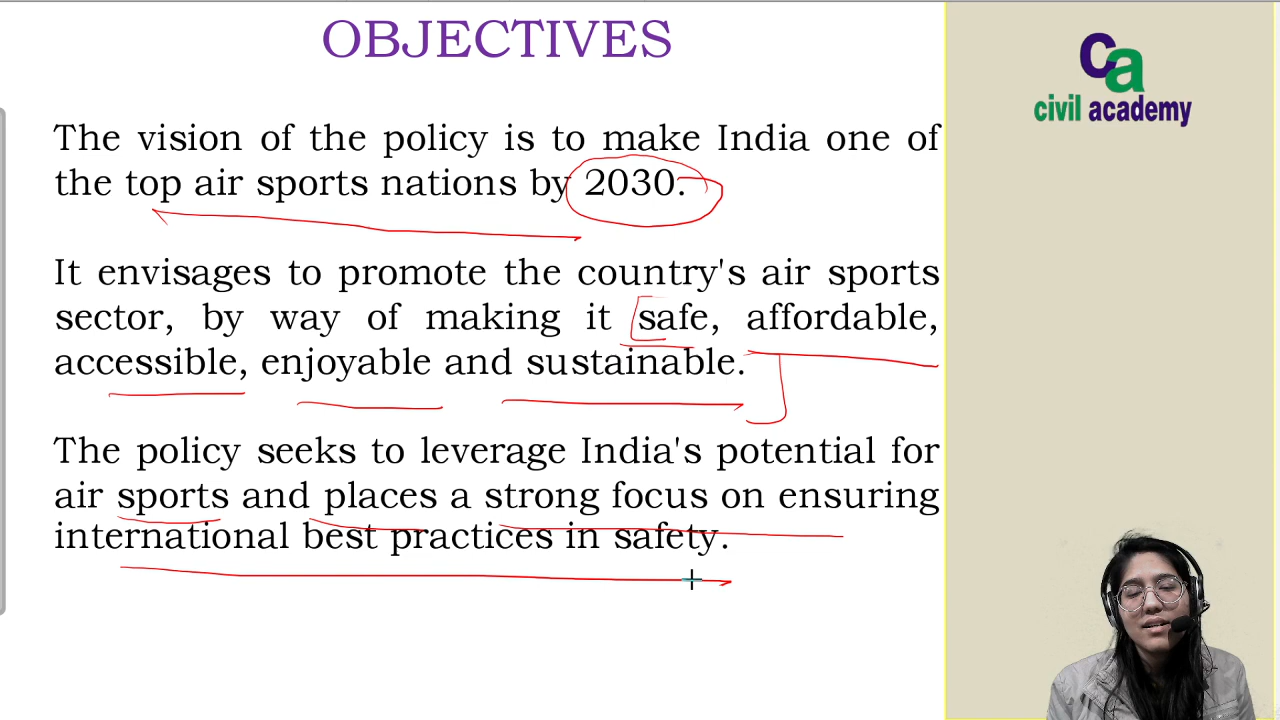 OBJECTIVES
The vision of the policy is to make India one of
the top air sports nations by 2030.
It envisages to promote the country's air sports
sector, by way of making it safe, affordable,
accessible, enjoyable and sustainable.
The policy seeks to leverage India's potential for
air sports and places a strong focus on ensuring
international best practices in safety.
ca
civil academy